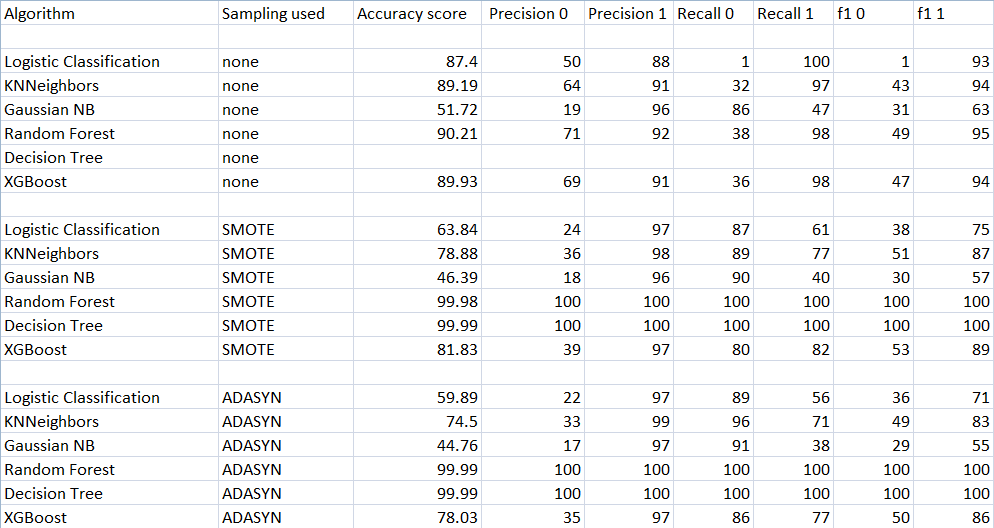 Algorithm Sampling used Accuracy score Precision 0 Precision 1 Recall 0 Recall 1 f1 0 f1 1
Logistic Classification none 87.4 50 88 1 100 1 93
KNNeighbors none 89.19 64 91 32 97 43 94
Gaussian NB none 51.72 19 96 86 47 31 63
Random Forest none 90.21 71 92 38 98 49 95
Decision Tree none
XGBoost none 89.93 69 91 36 98 47 94
Logistic Classification SMOTE 63.84 24 97 87 61 38 75
KNNeighbors SMOTE 78.88 36 98 89 77 51 87
Gaussian NB SMOTE 46.39 18 96 90 40 30 57
Random Forest SMOTE 99.98 100 100 100 100 100 100
Decision Tree SMOTE 99.99 100 100 100 100 100 100
XGBoost SMOTE 81.83 39 97 80 82 53 89
Logistic Classification ADASYN 59.89 22 97 89 56 36 71
KNNeighbors ADASYN 74.5 33 99 96 71 49 83
Gaussian NB ADASYN 44.76 17 97 91 38 29 55
Random Forest ADASYN 99.99 100 100 100 100 100 100
Decision Tree ADASYN 99.99 100 100 100 100 100 100
XGBoost ADASYN 78.03 35 97 86 77 50 86